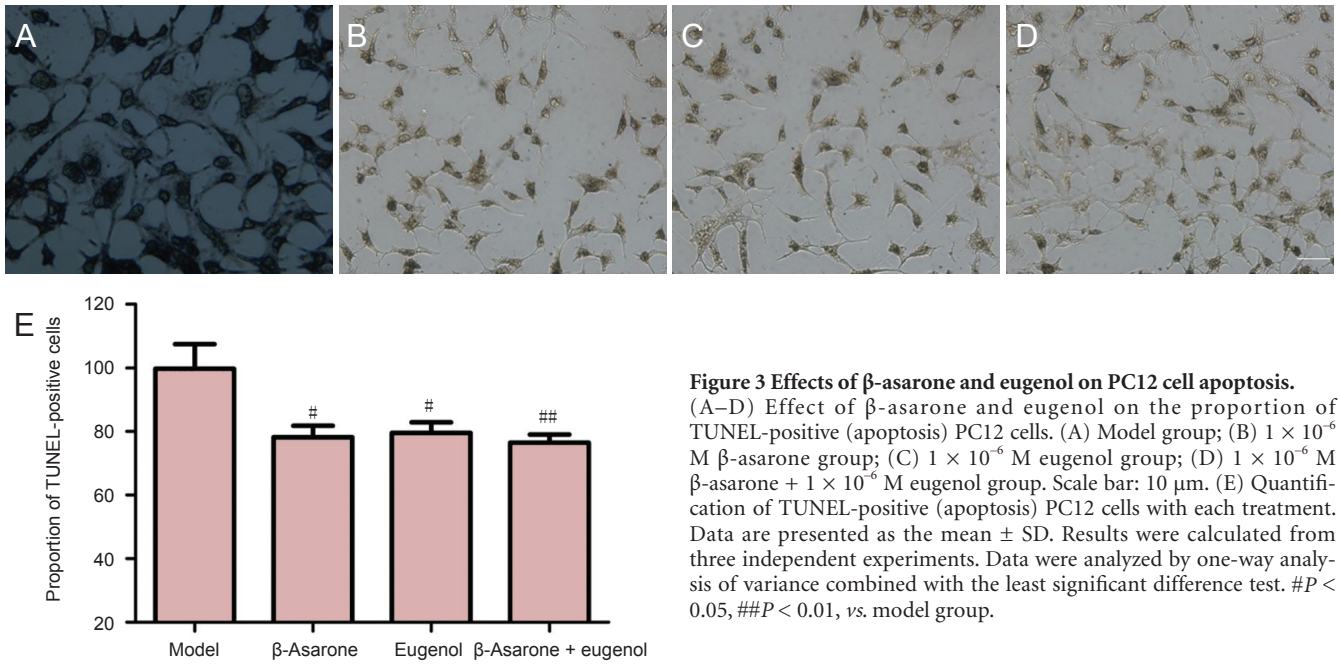 A
B
C
D
E
Proportion of TUNEL-positive cells
120
100
80
60
40
20
#
#
##
Model
β-Asarone
Eugenol
β-Asarone + eugenol
Figure 3 Effects of β-asarone and eugenol on PC12 cell apoptosis.
(A–D) Effect of β-asarone and eugenol on the proportion of
TUNEL-positive (apoptosis) PC12 cells. (A) Model group; (B) 1 × 10⁻⁶
M β-asarone group; (C) 1 × 10⁻⁶ M eugenol group; (D) 1 × 10⁻⁶ M
β-asarone + 1 × 10⁻⁶ M eugenol group. Scale bar: 10 μm. (E) Quantifi-
cation of TUNEL-positive (apoptosis) PC12 cells with each treatment.
Data are presented as the mean ± SD. Results were calculated from
three independent experiments. Data were analyzed by one-way analy-
sis of variance combined with the least significant difference test. #P <
0.05, ##P < 0.01, vs. model group.